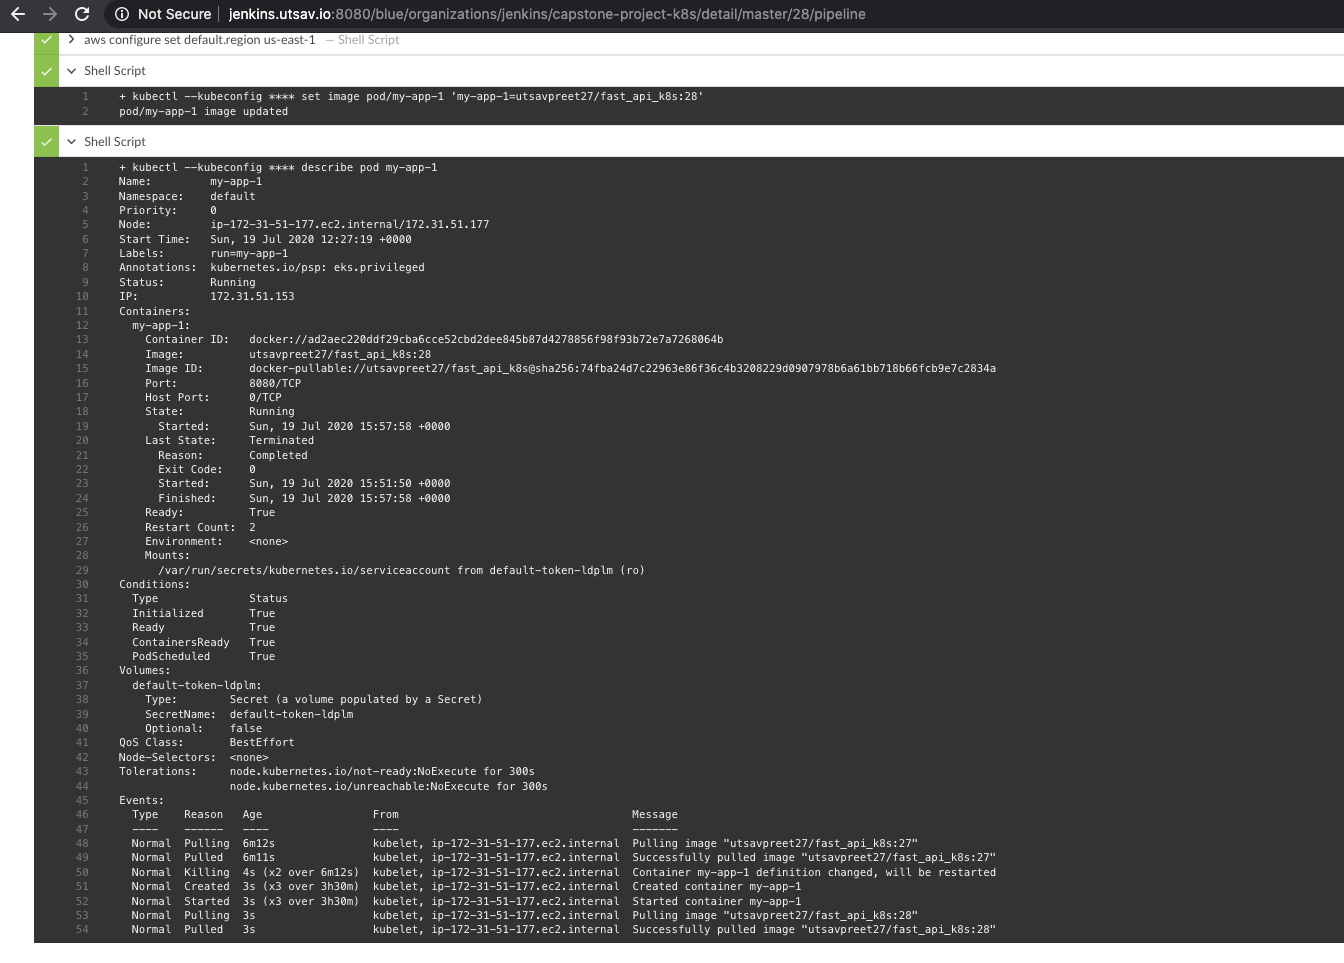 Not Secure | jenkins.utsav.io:8080/blue/organizations/jenkins/capstone-project-k8s/detail/master/28/pipeline
aws configure set default.region us-east-1 — Shell Script
Shell Script
1 + kubectl --kubeconfig **** set image pod/my-app-1 'my-app-1=utsavpreet27/fast_api_k8s:28'
2 pod/my-app-1 image updated
Shell Script
1 + kubectl --kubeconfig **** describe pod my-app-1
2 Name: my-app-1
3 Namespace: default
4 Priority: 0
5 Node: ip-172-31-51-177.ec2.internal/172.31.51.177
6 Start Time: Sun, 19 Jul 2020 12:27:19 +0000
7 Labels: run=my-app-1
8 Annotations: kubernetes.io/psp: eks.privileged
9 Status: Running
10 IP: 172.31.51.153
11 Containers:
12 my-app-1:
13 Container ID: docker://ad2aec220ddf29cba6cce52cbd2dee845b87d4278856f98f93b72e7a7268064b
14 Image: utsavpreet27/fast_api_k8s:28
15 Image ID: docker-pullable://utsavpreet27/fast_api_k8s@sha256:74fba24d7c22963e86f36c4b3208229d0907978b6a61bb718b66fcb9e7c2834a
16 Port: 8080/TCP
17 Host Port: 0/TCP
18 State: Running
19 Started: Sun, 19 Jul 2020 15:57:58 +0000
20 Last State: Terminated
21 Reason: Completed
22 Exit Code: 0
23 Started: Sun, 19 Jul 2020 15:51:50 +0000
24 Finished: Sun, 19 Jul 2020 15:57:58 +0000
25 Ready: True
26 Restart Count: 2
27 Environment: <none>
28 Mounts:
29 /var/run/secrets/kubernetes.io/serviceaccount from default-token-ldplm (ro)
30 Conditions:
31 Type Status
32 Initialized True
33 Ready True
34 ContainersReady True
35 PodScheduled True
36 Volumes:
37 default-token-ldplm:
38 Type: Secret (a volume populated by a Secret)
39 SecretName: default-token-ldplm
40 Optional: false
41 QoS Class: BestEffort
42 Node-Selectors: <none>
43 Tolerations: node.kubernetes.io/not-ready:NoExecute for 300s
44 node.kubernetes.io/unreachable:NoExecute for 300s
45 Events:
46 Type Reason Age From Message
47 ---- ------ ---- ---- -------
48 Normal Pulling 6m12s kubelet, ip-172-31-51-177.ec2.internal Pulling image "utsavpreet27/fast_api_k8s:27"
49 Normal Pulled 6m11s kubelet, ip-172-31-51-177.ec2.internal Successfully pulled image "utsavpreet27/fast_api_k8s:27"
50 Normal Killing 4s (x2 over 6m12s) kubelet, ip-172-31-51-177.ec2.internal Container my-app-1 definition changed, will be restarted
51 Normal Created 3s (x3 over 3h30m) kubelet, ip-172-31-51-177.ec2.internal Created container my-app-1
52 Normal Started 3s (x3 over 3h30m) kubelet, ip-172-31-51-177.ec2.internal Started container my-app-1
53 Normal Pulling 3s kubelet, ip-172-31-51-177.ec2.internal Pulling image "utsavpreet27/fast_api_k8s:28"
54 Normal Pulled 3s kubelet, ip-172-31-51-177.ec2.internal Successfully pulled image "utsavpreet27/fast_api_k8s:28"